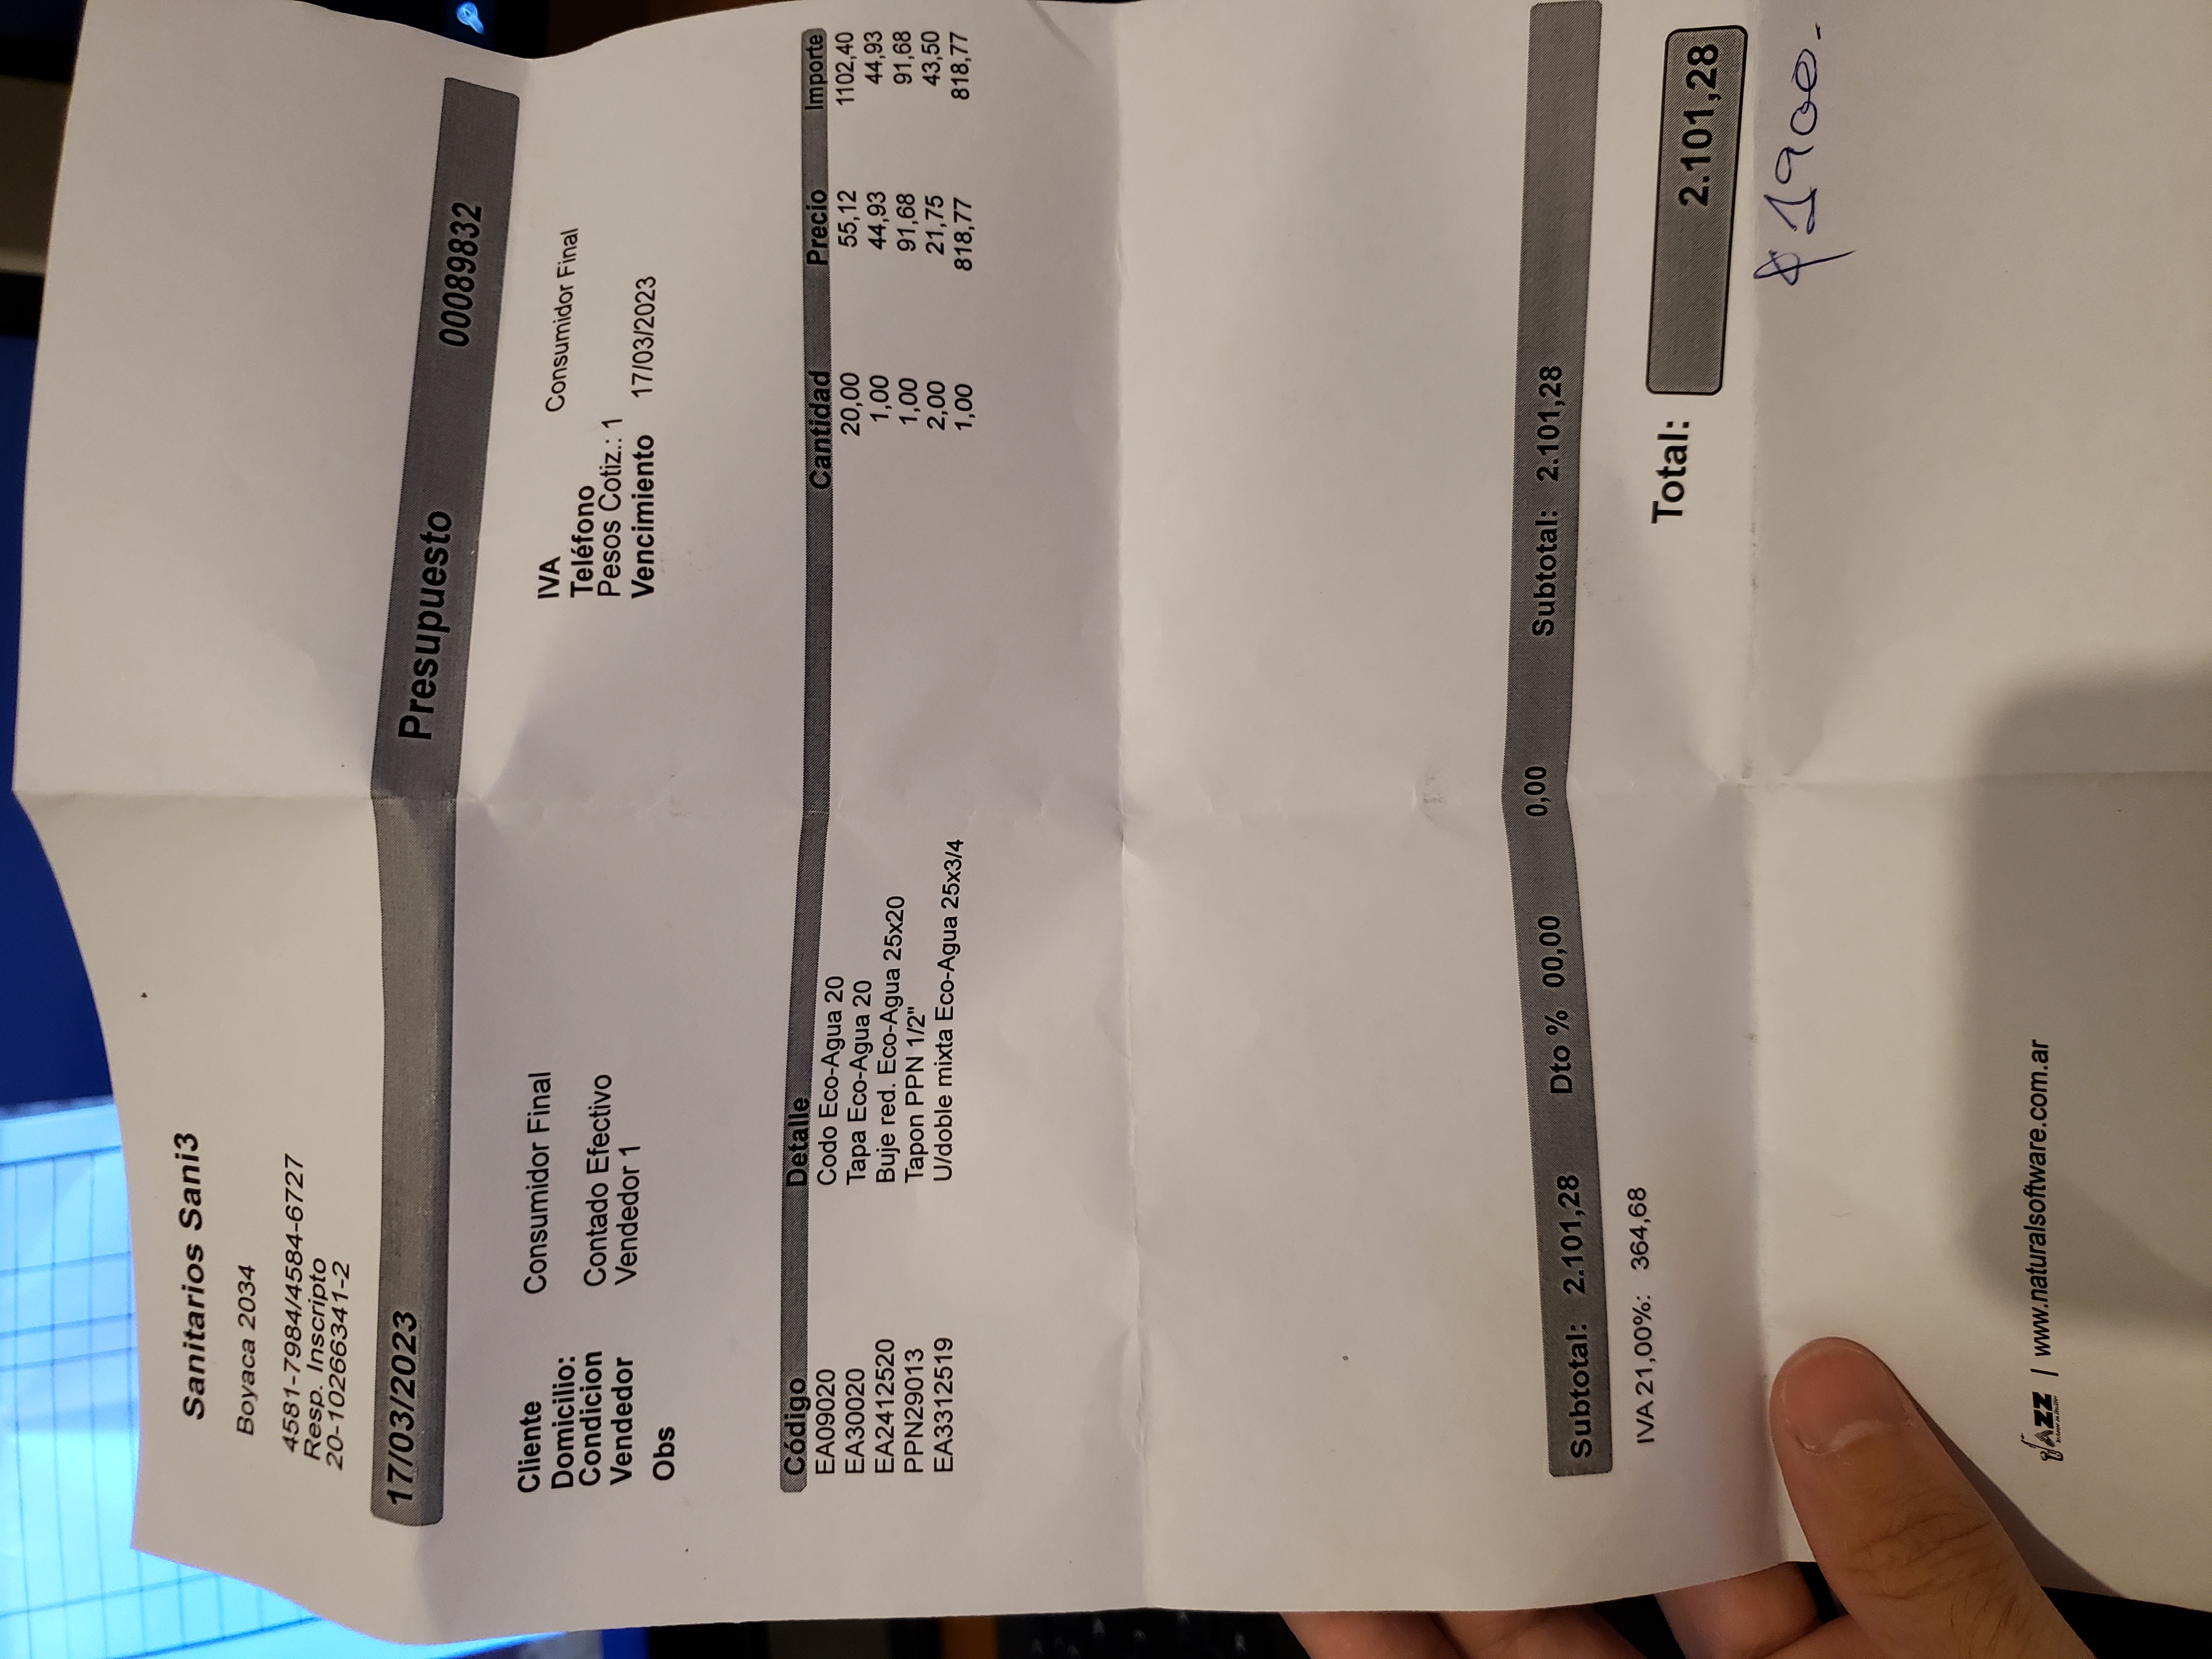 Sanitarios Sani3
Boyaca 2034
4581-7984/4584-6727
Resp. Inscripto
20-10266341-2
17/03/2023 Presupuesto 00089832
Cliente Consumidor Final IVA Consumidor Final
Domicilio: Teléfono
Condicion Contado Efectivo Pesos Cotiz.: 1
Vendedor Vendedor 1 Vencimiento 17/03/2023
Obs
Código Detalle Cantidad Precio Importe
EA09020 Codo Eco-Agua 20 20,00 55,12 1102,40
EA30020 Tapa Eco-Agua 20 1,00 44,93 44,93
EA2412520 Buje red. Eco-Agua 25x20 1,00 91,68 91,68
PPN29013 Tapon PPN 1/2" 2,00 21,75 43,50
EA3312519 U/doble mixta Eco-Agua 25x3/4 1,00 818,77 818,77
Subtotal: 2.101,28 Dto % 00,00 0,00 Subtotal: 2.101,28
IVA 21,00%: 364,68
Total: 2.101,28
$1900.-
JAZZ | www.naturalsoftware.com.ar